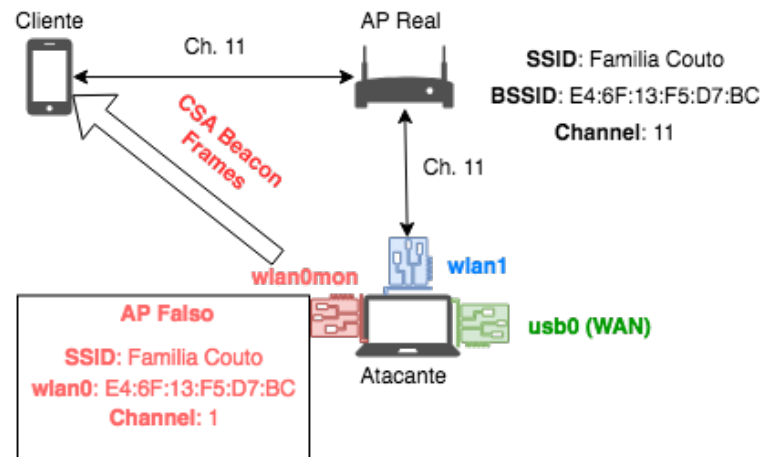 Cliente
AP Real
Ch. 11
SSID: Familia Couto
BSSID: E4:6F:13:F5:D7:BC
Channel: 11
CSA Beacon
Frames
Ch. 11
wlan0mon
wlan1
AP Falso
SSID: Familia Couto
wlan0: E4:6F:13:F5:D7:BC
Channel: 1
usb0 (WAN)
Atacante